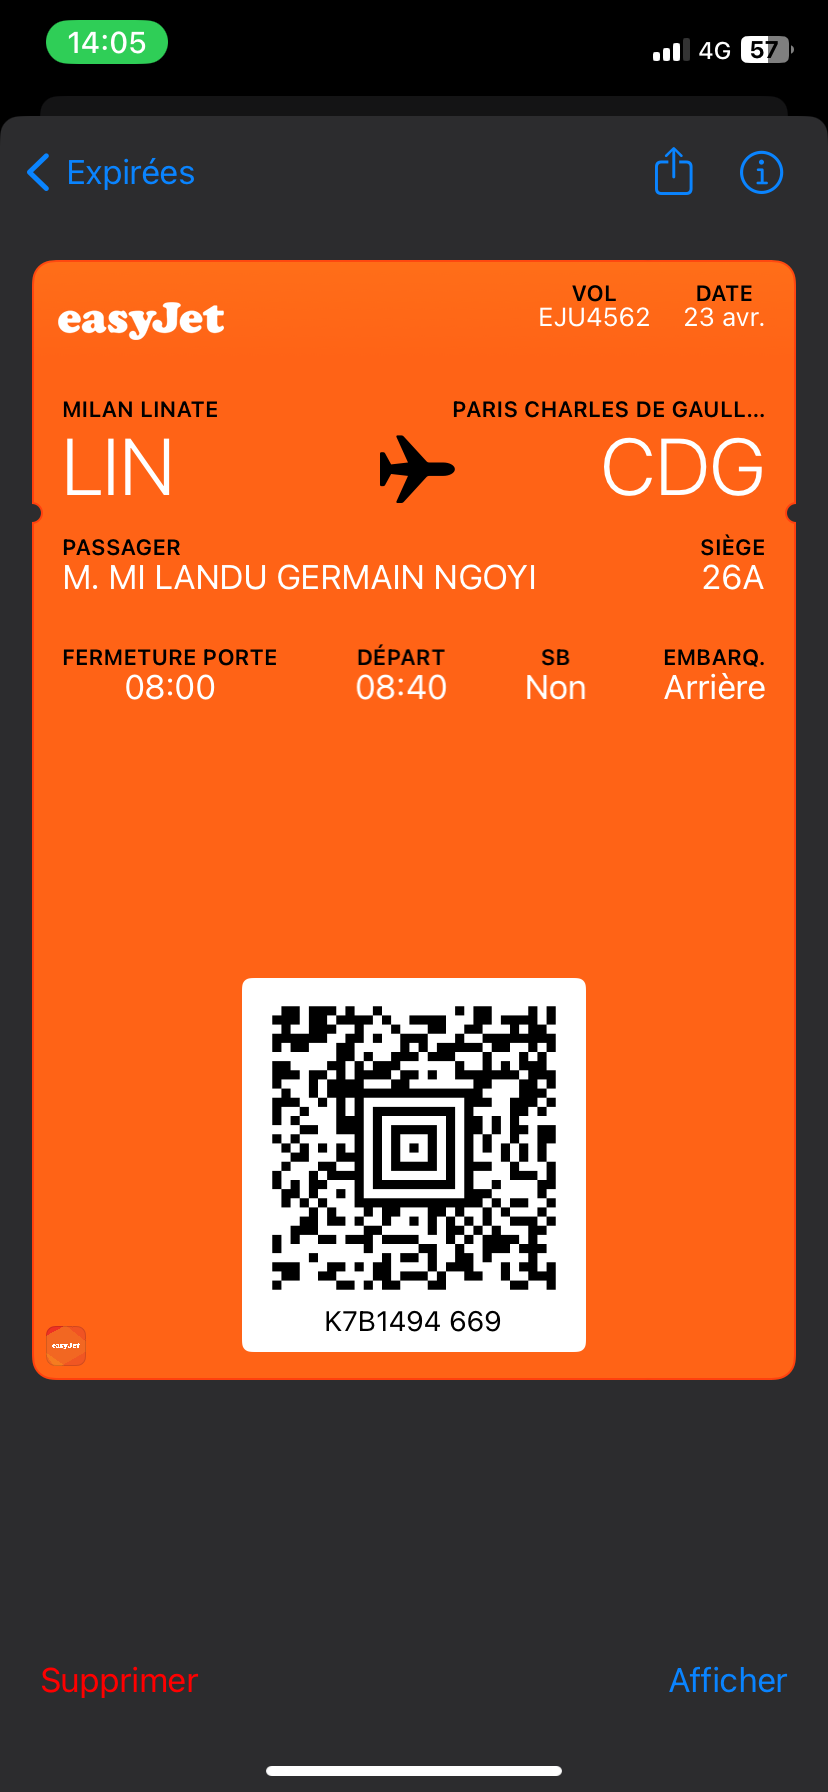 14:05
4G 57
Expirées
easyJet
VOL DATE
EJU4562 23 avr.
MILAN LINATE PARIS CHARLES DE GAULL...
LIN CDG
PASSAGER SIÈGE
M. MI LANDU GERMAIN NGOYI 26A
FERMETURE PORTE DÉPART SB EMBARQ.
08:00 08:40 Non Arrière
K7B1494 669
easyJet
Supprimer Afficher